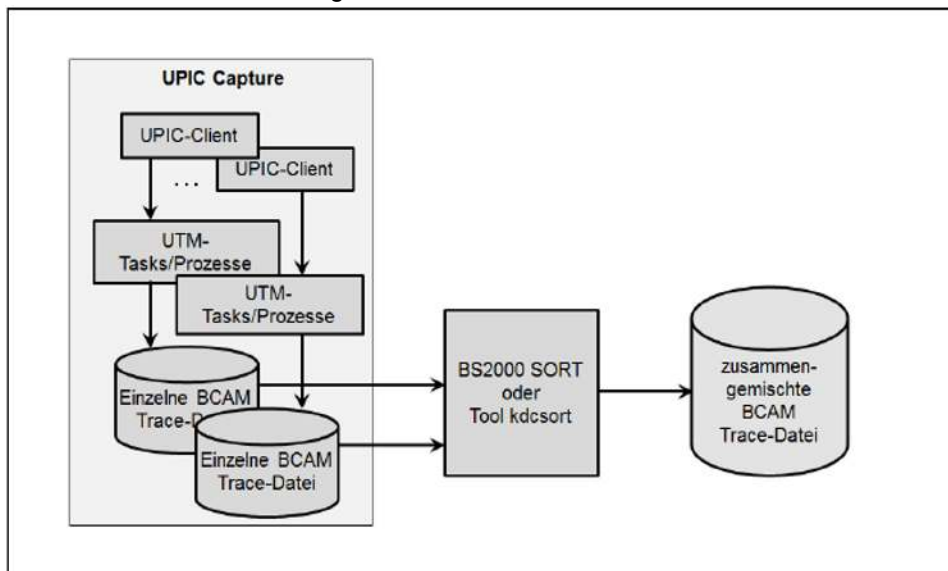 UPIC Capture
UPIC-Client
UPIC-Client
...
UTM-
Tasks/Prozesse
UTM-
Tasks/Prozesse
Einzelne BCAM
Einzelne BCAM
Trace-Datei
BS2000 SORT
oder
Tool kdcsort
zusammen-
gemischte
BCAM
Trace-Datei